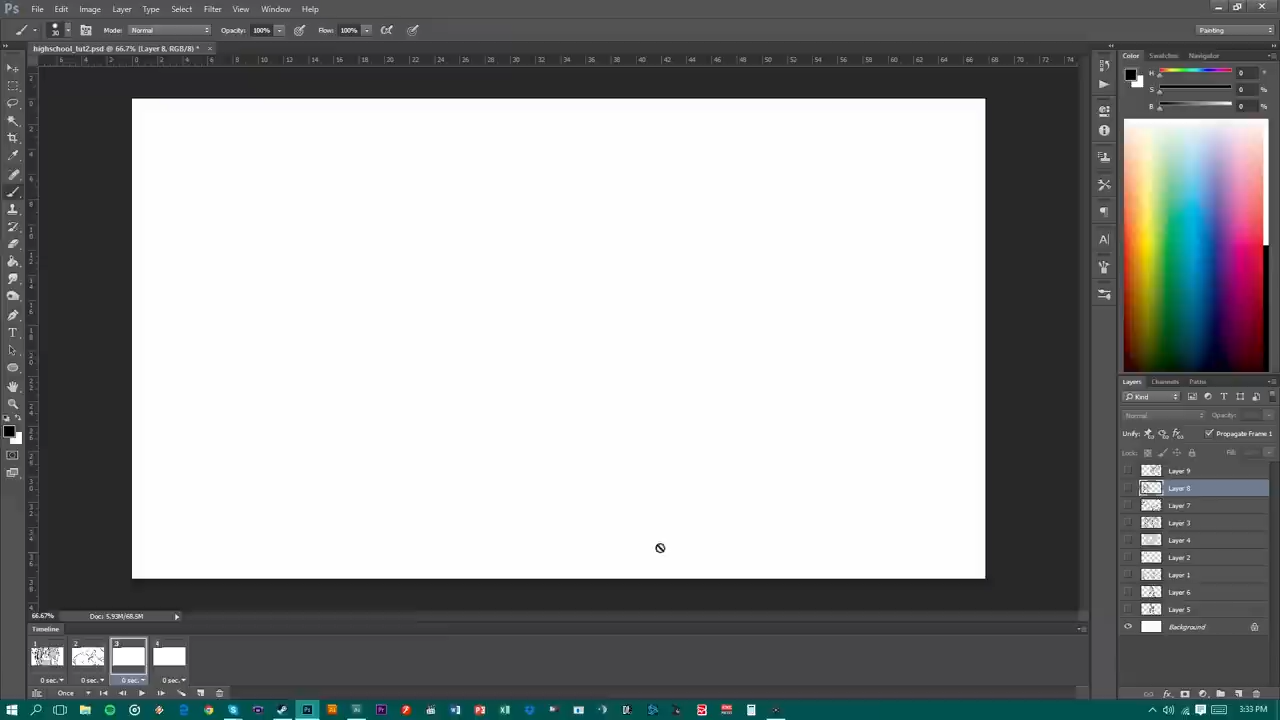 Ps File Edit Image Layer Type Select Filter View Window Help
30 Mode: Normal Opacity: 100% Flow: 100% Painting
highschool_tut2.psd @ 66.7% (Layer 8, RGB/8) *
Color Swatches Navigator
H 0 °
S 0 %
B 0 %
Layers Channels Paths
Kind
Normal Opacity:
Unify: Propagate Frame 1
Lock: Fill:
Layer 9
Layer 8
Layer 7
Layer 3
Layer 4
Layer 2
Layer 1
Layer 6
Layer 5
Background
66.67% Doc: 5.93M/68.5M
Timeline
1 2 3 4
0 sec. 0 sec. 0 sec. 0 sec.
Once
3:33 PM